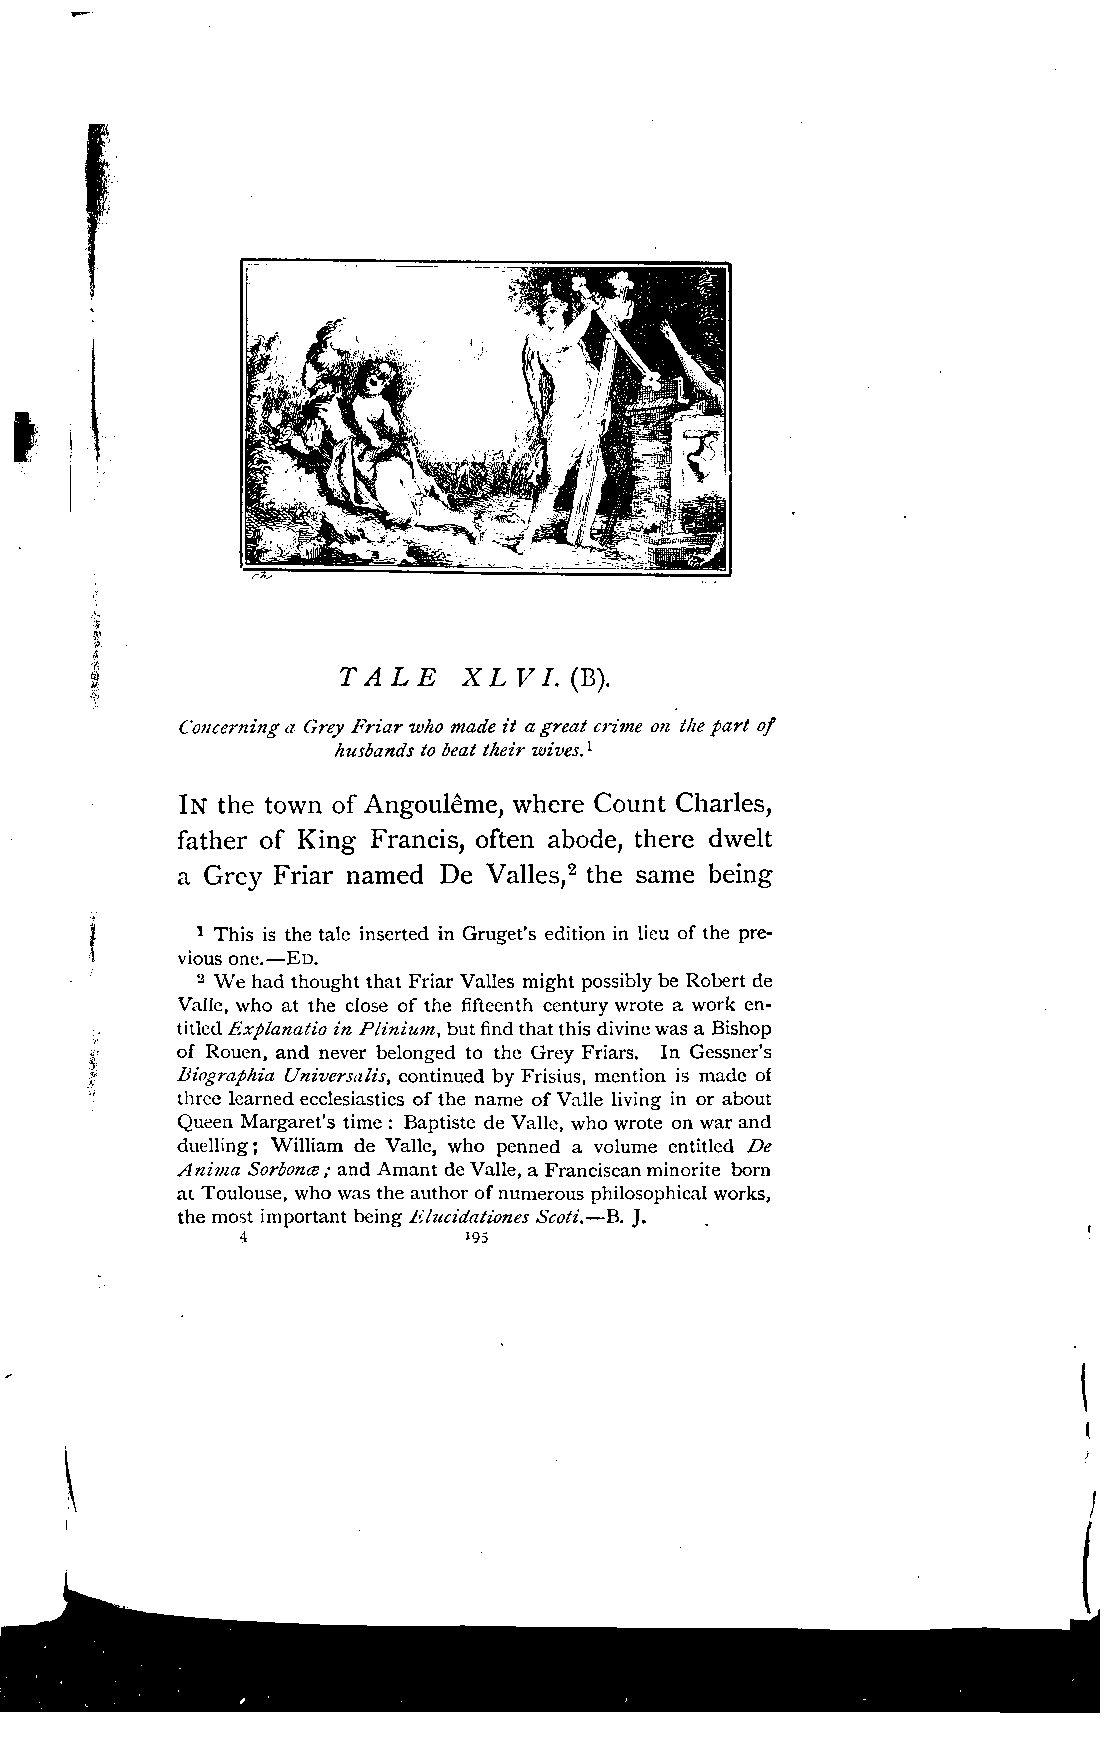 TALE XLVI. (B).
Concerning a Grey Friar who made it a great crime on the part of
husbands to beat their wives.¹
IN the town of Angoulême, where Count Charles,
father of King Francis, often abode, there dwelt
a Grey Friar named De Valles,² the same being
¹ This is the tale inserted in Gruget's edition in lieu of the pre-
vious one.—ED.
² We had thought that Friar Valles might possibly be Robert de
Valle, who at the close of the fifteenth century wrote a work en-
titled Explanatio in Plinium, but find that this divine was a Bishop
of Rouen, and never belonged to the Grey Friars. In Gessner's
Biographia Universalis, continued by Frisius, mention is made of
three learned ecclesiastics of the name of Valle living in or about
Queen Margaret's time : Baptiste de Valle, who wrote on war and
duelling; William de Valle, who penned a volume entitled De
Anima Sorbonæ; and Amant de Valle, a Franciscan minorite born
at Toulouse, who was the author of numerous philosophical works,
the most important being Elucidationes Scoti.—B. J.
4 195